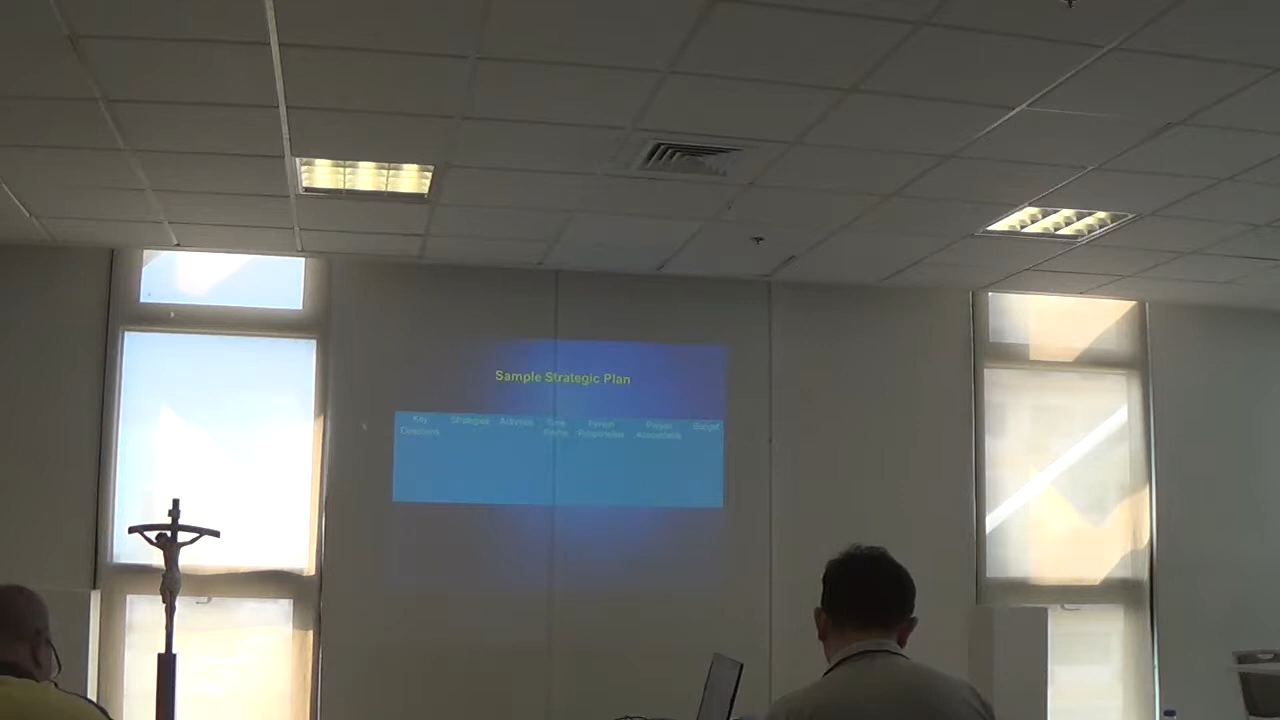 Sample Strategic Plan
Key Strategies Activities Time Person Person Budget
Directions Frame Responsible Accountable